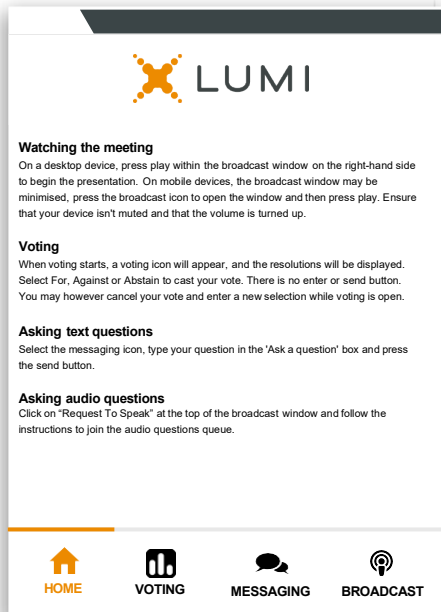 LUMI
Watching the meeting
On a desktop device, press play within the broadcast window on the right-hand side
to begin the presentation. On mobile devices, the broadcast window may be
minimised, press the broadcast icon to open the window and then press play. Ensure
that your device isn't muted and that the volume is turned up.
Voting
When voting starts, a voting icon will appear, and the resolutions will be displayed.
Select For, Against or Abstain to cast your vote. There is no enter or send button.
You may however cancel your vote and enter a new selection while voting is open.
Asking text questions
Select the messaging icon, type your question in the 'Ask a question' box and press
the send button.
Asking audio questions
Click on “Request To Speak” at the top of the broadcast window and follow the
instructions to join the audio questions queue.
HOME VOTING MESSAGING BROADCAST